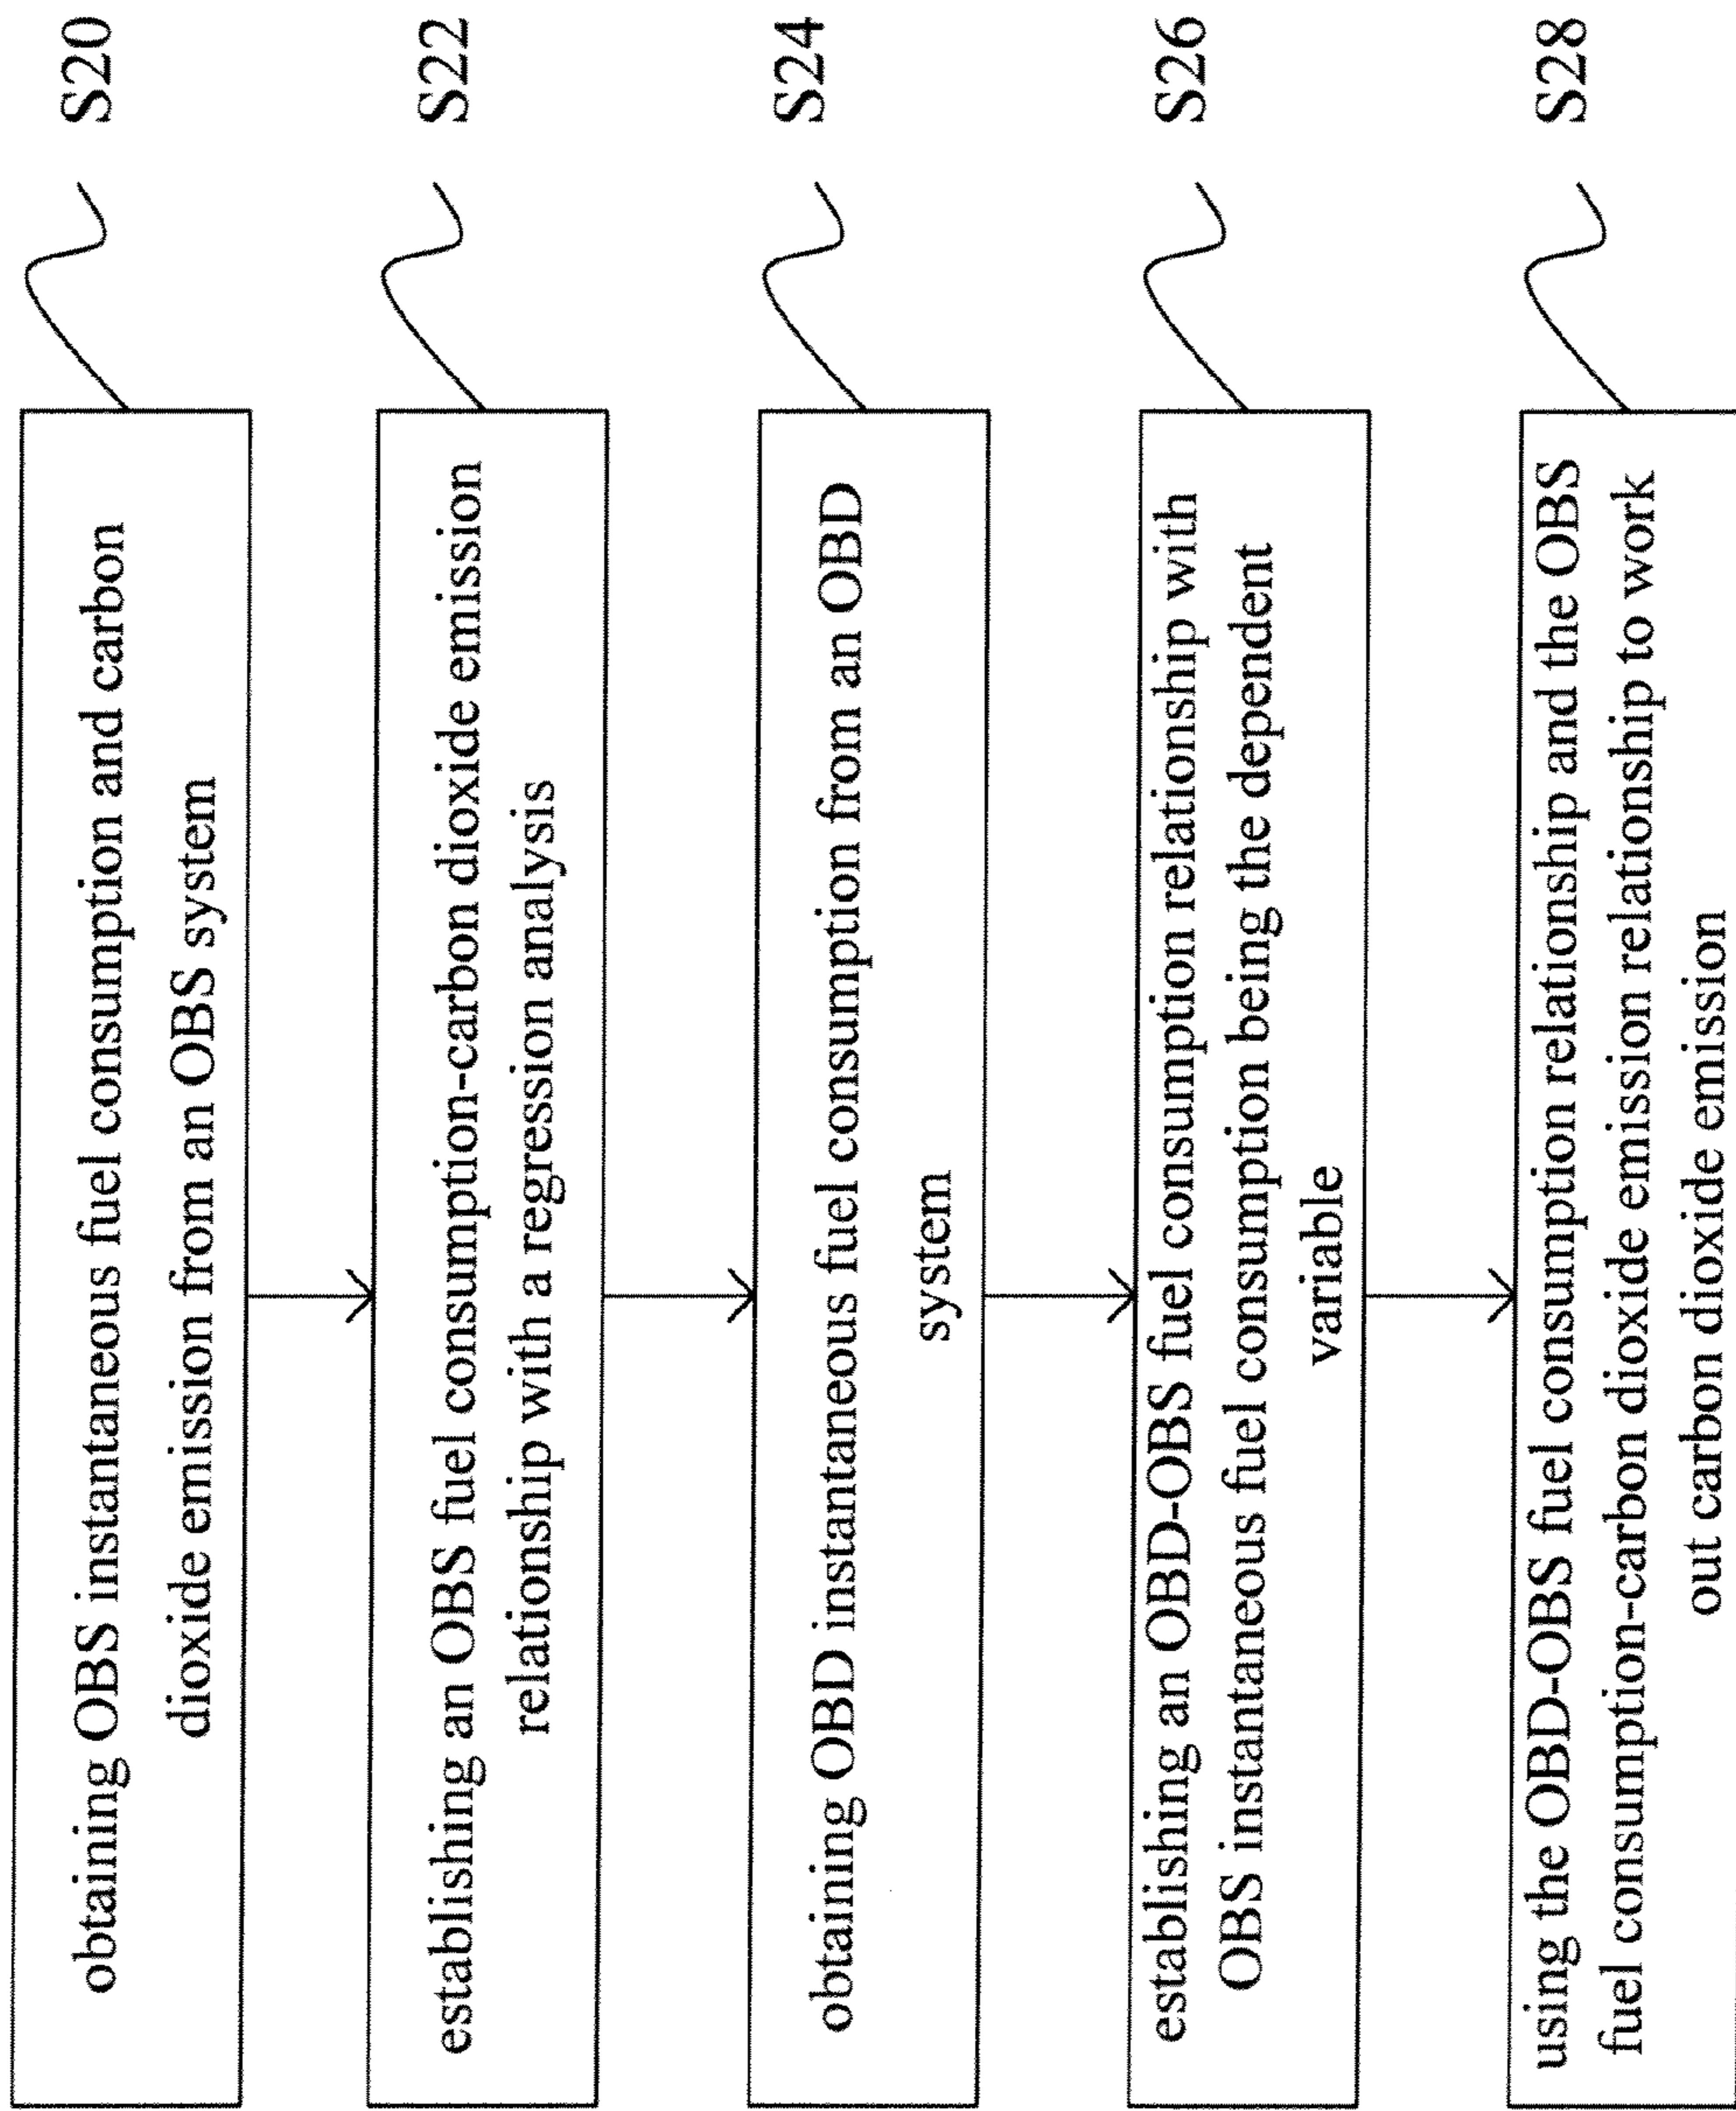 obtaining OBS instantaneous fuel consumption and carbon
dioxide emission from an OBS system
S20
establishing an OBS fuel consumption-carbon dioxide emission
relationship with a regression analysis
S22
obtaining OBD instantaneous fuel consumption from an OBD
system
S24
establishing an OBD-OBS fuel consumption relationship with
OBS instantaneous fuel consumption being the dependent
variable
S26
using the OBD-OBS fuel consumption relationship and the OBS
fuel consumption-carbon dioxide emission relationship to work
out carbon dioxide emission
S28